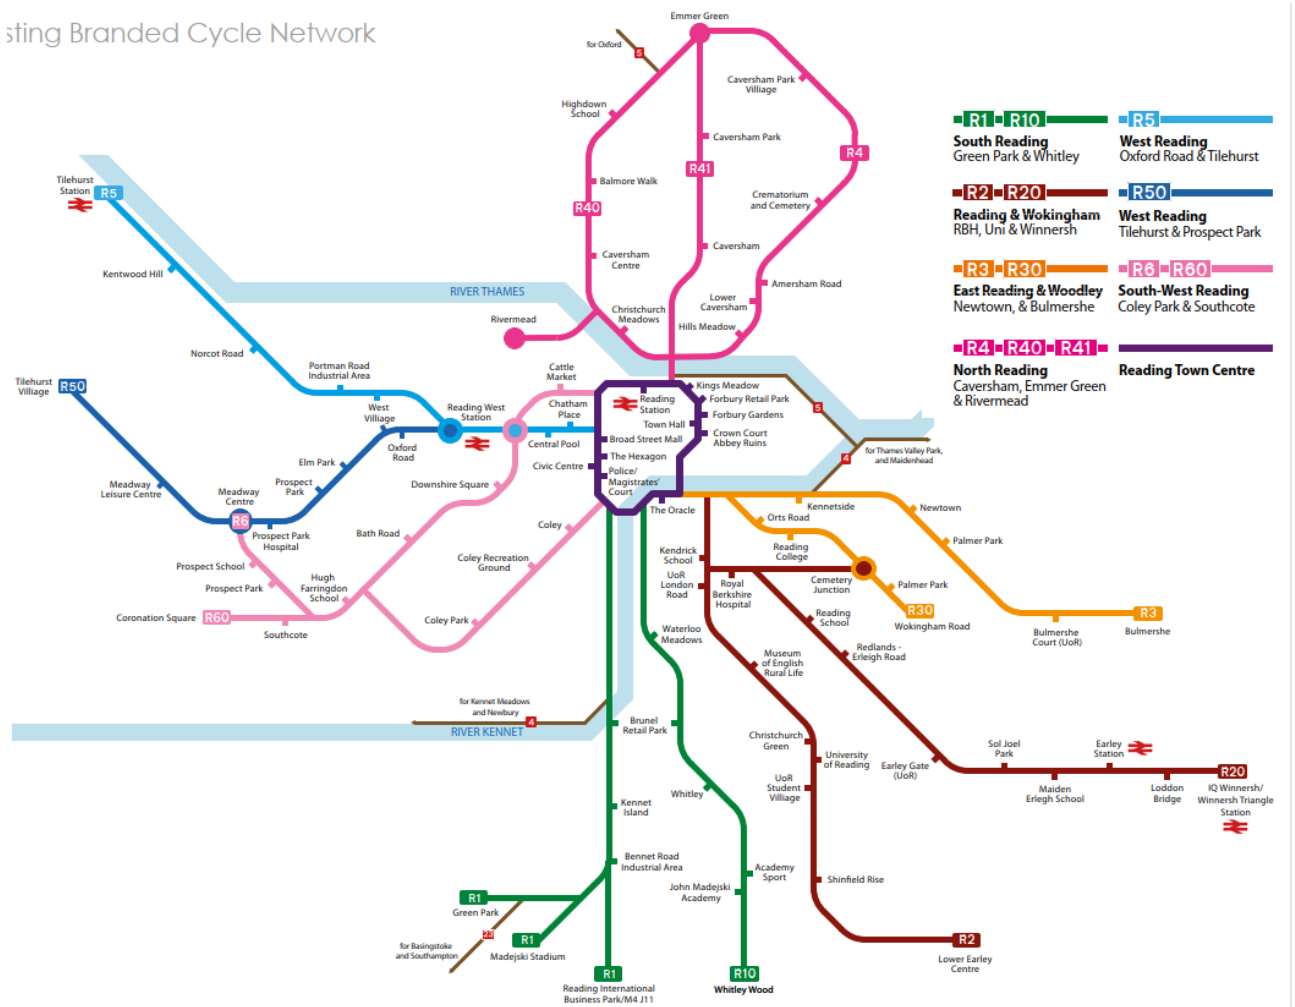 sting Branded Cycle Network
Emmer Green
for Oxford
5
Caversham Park
Villiage
Highdown
School
Caversham Park
R4
R41
Balmore Walk
Crematorium
and Cemetery
R40
Caversham
Caversham
Centre
Amersham Road
Lower
Caversham
Christchurch
Meadows
Hills Meadow
RIVER THAMES
Rivermead
Tilehurst
Station
R5
Kentwood Hill
Norcot Road
Portman Road
Industrial Area
Cattle
Market
Tilehurst
Village
R50
West
Village
Reading West
Station
Chatham
Place
Central Pool
Oxford
Road
Elm Park
Prospect
Park
Meadway
Leisure Centre
Meadway
Centre
R6
Prospect Park
Hospital
Downshire Square
Bath Road
Prospect School
Prospect Park
Hugh
Farringdon
School
Coronation Square
R60
Southcote
Coley
Coley Recreation
Ground
Coley Park
Reading
Station
Kings Meadow
Forbury Retail Park
Forbury Gardens
Town Hall
Crown Court
Abbey Ruins
Broad Street Mall
The Hexagon
Civic Centre
Police/
Magistrates'
Court
The Oracle
5
4
for Thames Valley Park,
and Maidenhead
Kennetside
Newtown
Orts Road
Reading
College
Palmer Park
Kendrick
School
UoR
London
Road
Royal
Berkshire
Hospital
Cemetery
Junction
Palmer Park
R30
Wokingham Road
R3
Bulmershe
Court (UoR)
Bulmershe
Reading
School
Redlands -
Erleigh Road
Waterloo
Meadows
Museum
of English
Rural Life
for Kennet Meadows
and Newbury
4
RIVER KENNET
Brunel
Retail Park
Christchurch
Green
University
of Reading
UoR
Student
Villiage
Earley Gate
(UoR)
Sol Joel
Park
Earley
Station
Maiden
Erlegh School
Loddon
Bridge
R20
IQ Winnersh/
Winnersh Triangle
Station
Whitley
Kennet
Island
Bennet Road
Industrial Area
Academy
Sport
John Madejski
Academy
Shinfield Rise
R1
Green Park
23
for Basingstoke
and Southampton
R1
Madejski Stadium
R1
Reading International
Business Park/M4 J11
R10
Whitley Wood
R2
Lower Earley
Centre
R1 R10
South Reading
Green Park & Whitley
R5
West Reading
Oxford Road & Tilehurst
R2 R20
Reading & Wokingham
RBH, Uni & Winnersh
R50
West Reading
Tilehurst & Prospect Park
R3 R30
East Reading & Woodley
Newtown, & Bulmershe
R6 R60
South-West Reading
Coley Park & Southcote
R4 R40 R41
North Reading
Caversham, Emmer Green
& Rivermead
Reading Town Centre